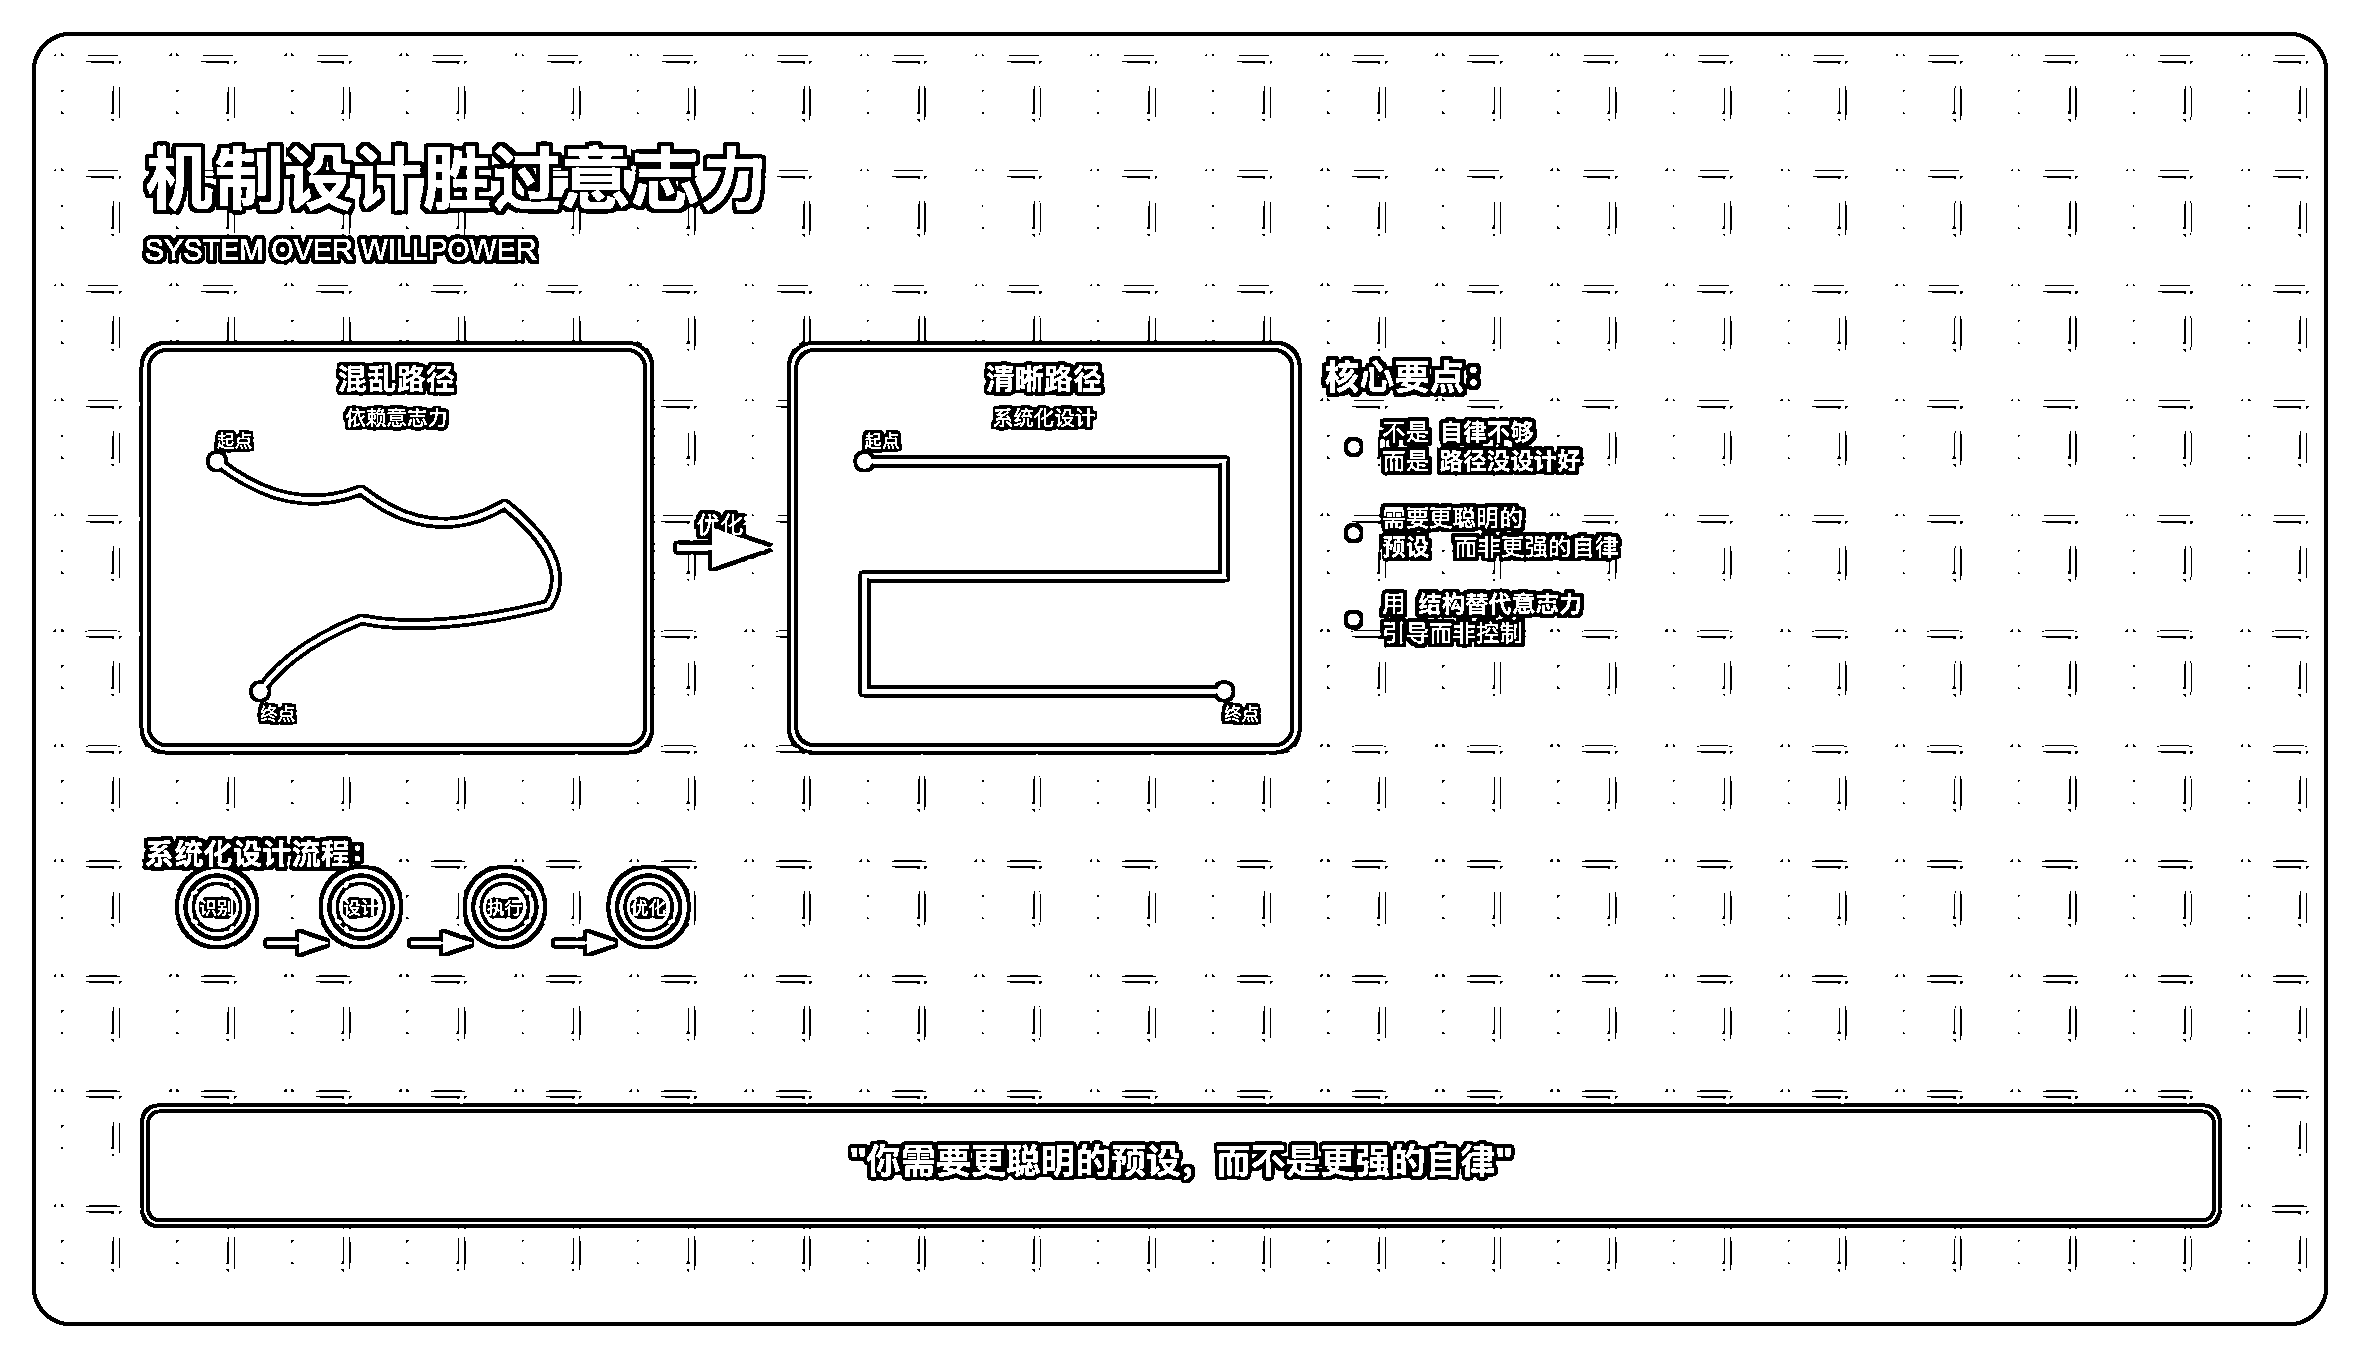 机制设计胜过意志力
SYSTEM OVER WILLPOWER
混乱路径
依赖意志力
起点
终点
优化
清晰路径
系统化设计
起点
终点
核心要点:
不是 自律不够
而是 路径没设计好
需要更聪明的
预设 而非更强的自律
用 结构替代意志力
引导而非控制
系统化设计流程:
识别
设计
执行
优化
"你需要更聪明的预设，而不是更强的自律"